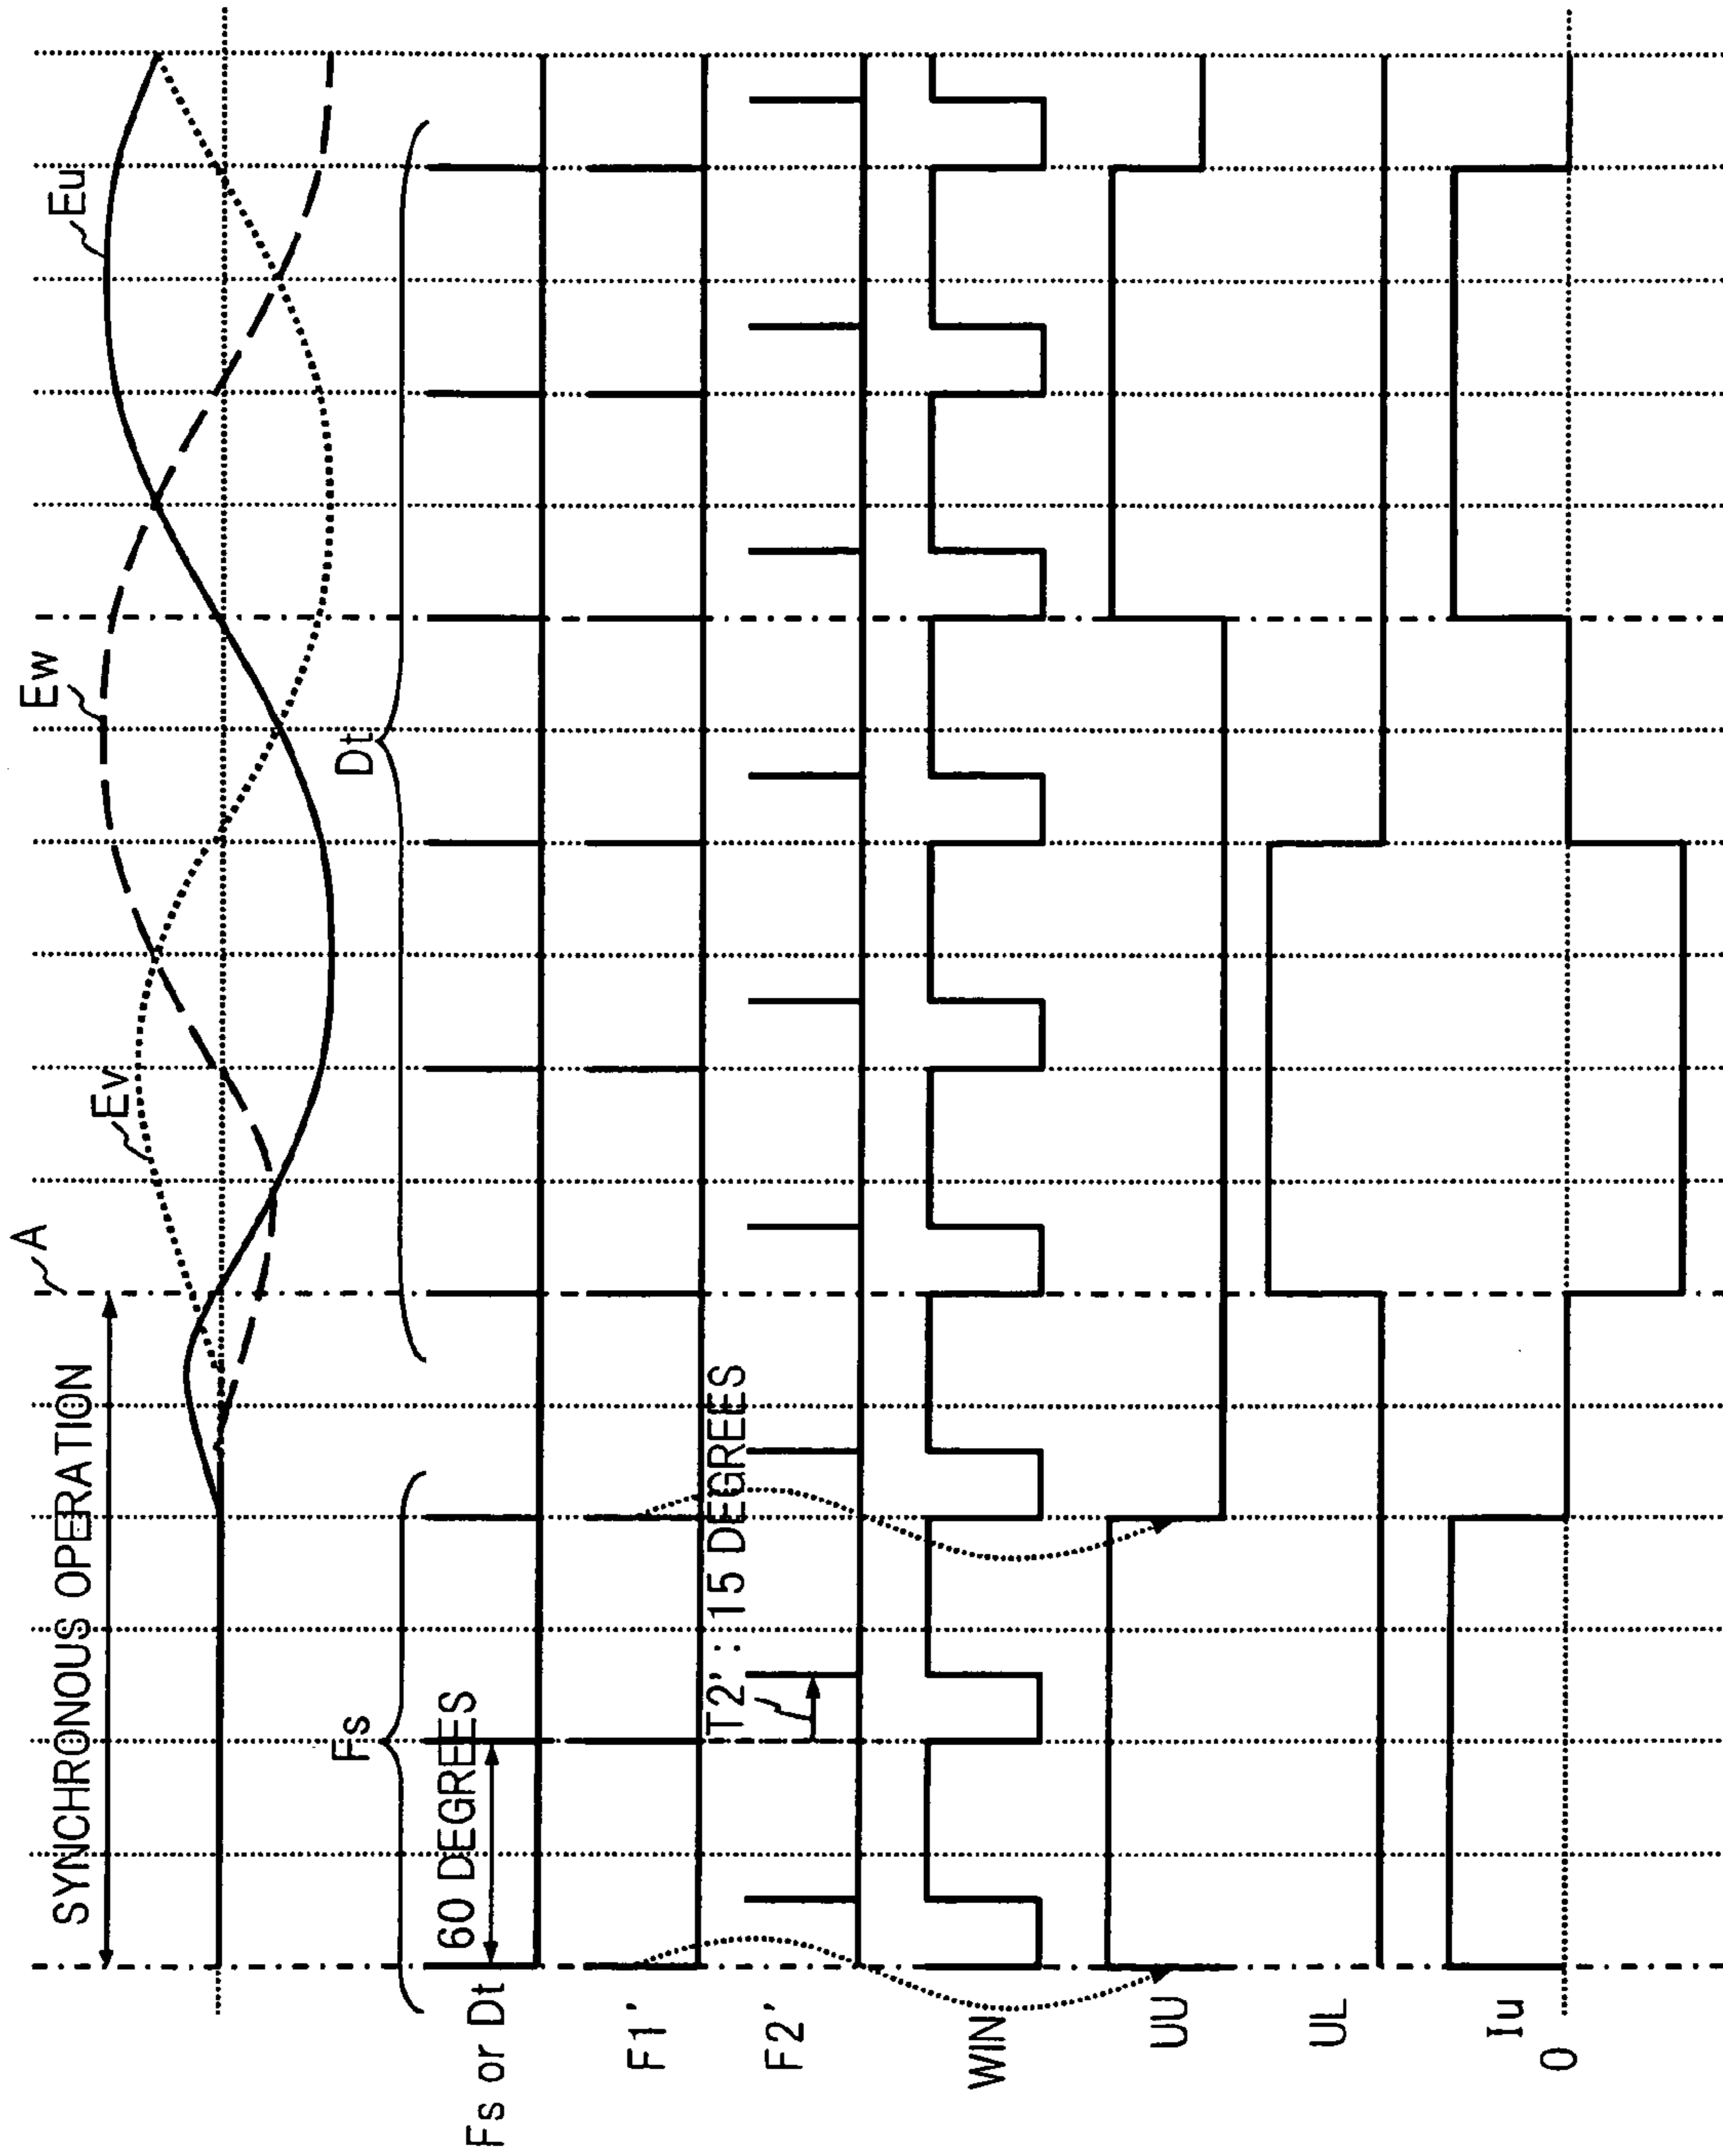 SYNCHRONOUS OPERATION
A
Ev
Ew
Eu
Fs
Dt
Fs or Dt
60 DEGREES
F1'
T2' : 15 DEGREES
F2'
WIN
UU
UL
Iu
0